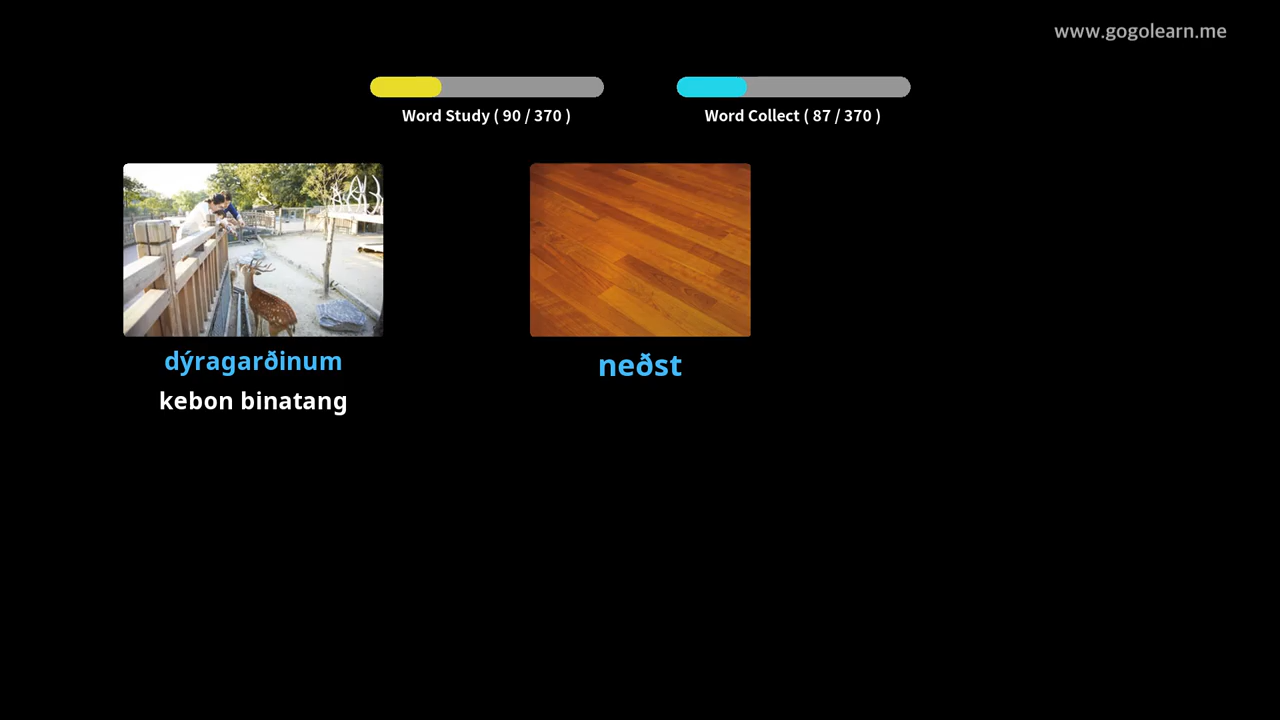 www.gogolearn.me
Word Study ( 90 / 370 )
Word Collect ( 87 / 370 )
dýragarðinum
kebon binatang
neðst